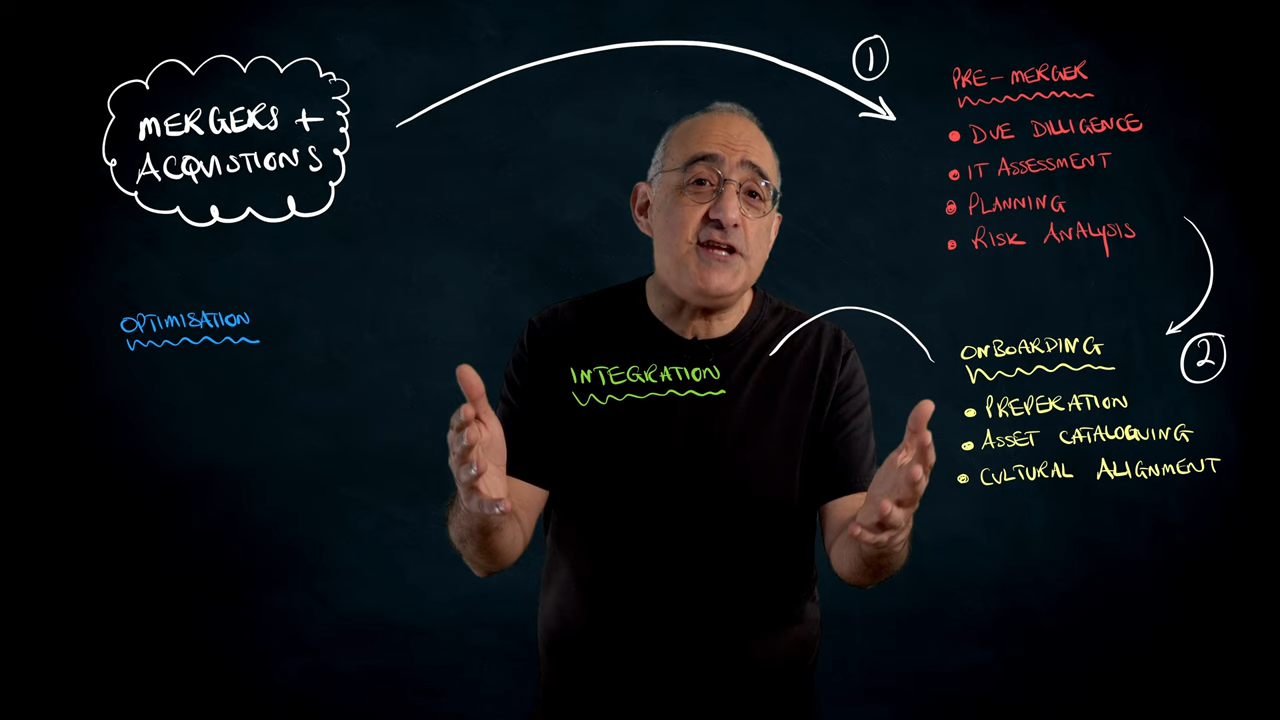 MERGERS +
ACQUISTIONS
1
PRE-MERGER
• DUE DILLIGENCE
• IT ASSESSMENT
• PLANNING
• RISK ANALYSIS
2
ONBOARDING
• PREPERATION
• ASSET CATALOGNING
• CULTURAL ALIGNMENT
INTEGRATION
OPTIMISATION